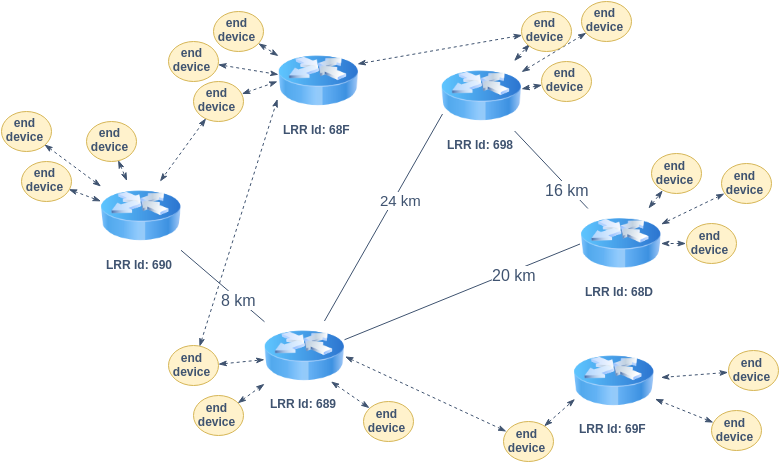 end
device
end
device
end
device
end
device
LRR Id: 68F
end
device
end
device
end
device
LRR Id: 698
end
device
end
device
end
device
LRR Id: 690
24 km
16 km
end
device
end
device
end
device
LRR Id: 68D
20 km
8 km
end
device
end
device
LRR Id: 689
end
device
end
device
LRR Id: 69F
end
device
end
device